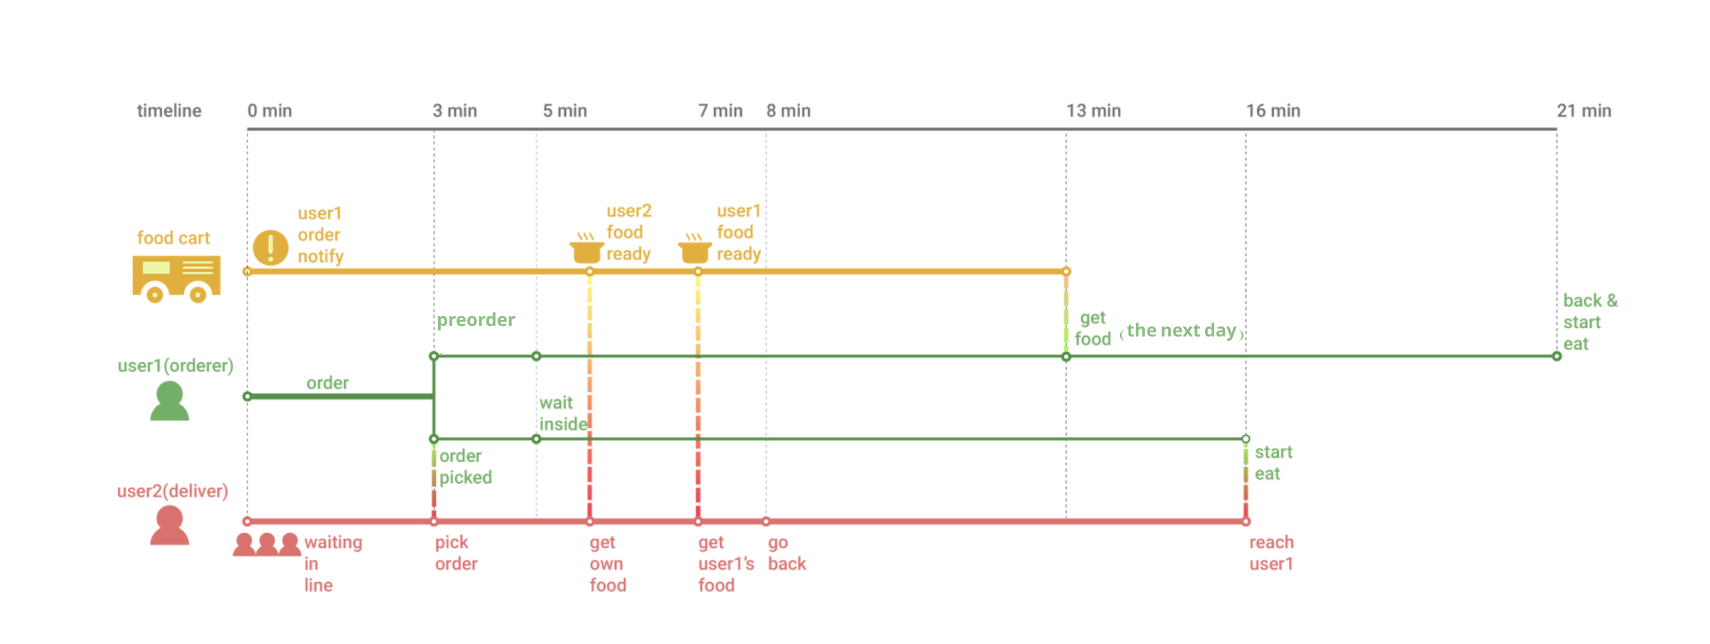 timeline
0 min
3 min
5 min
7 min
8 min
13 min
16 min
21 min
food cart
user1
order
notify
user2
food
ready
user1
food
ready
preorder
get
food
(the next day)
back &
start
eat
user1(orderer)
order
wait
inside
order
picked
start
eat
user2(deliver)
waiting
in
line
pick
order
get
own
food
get
user1's
food
go
back
reach
user1